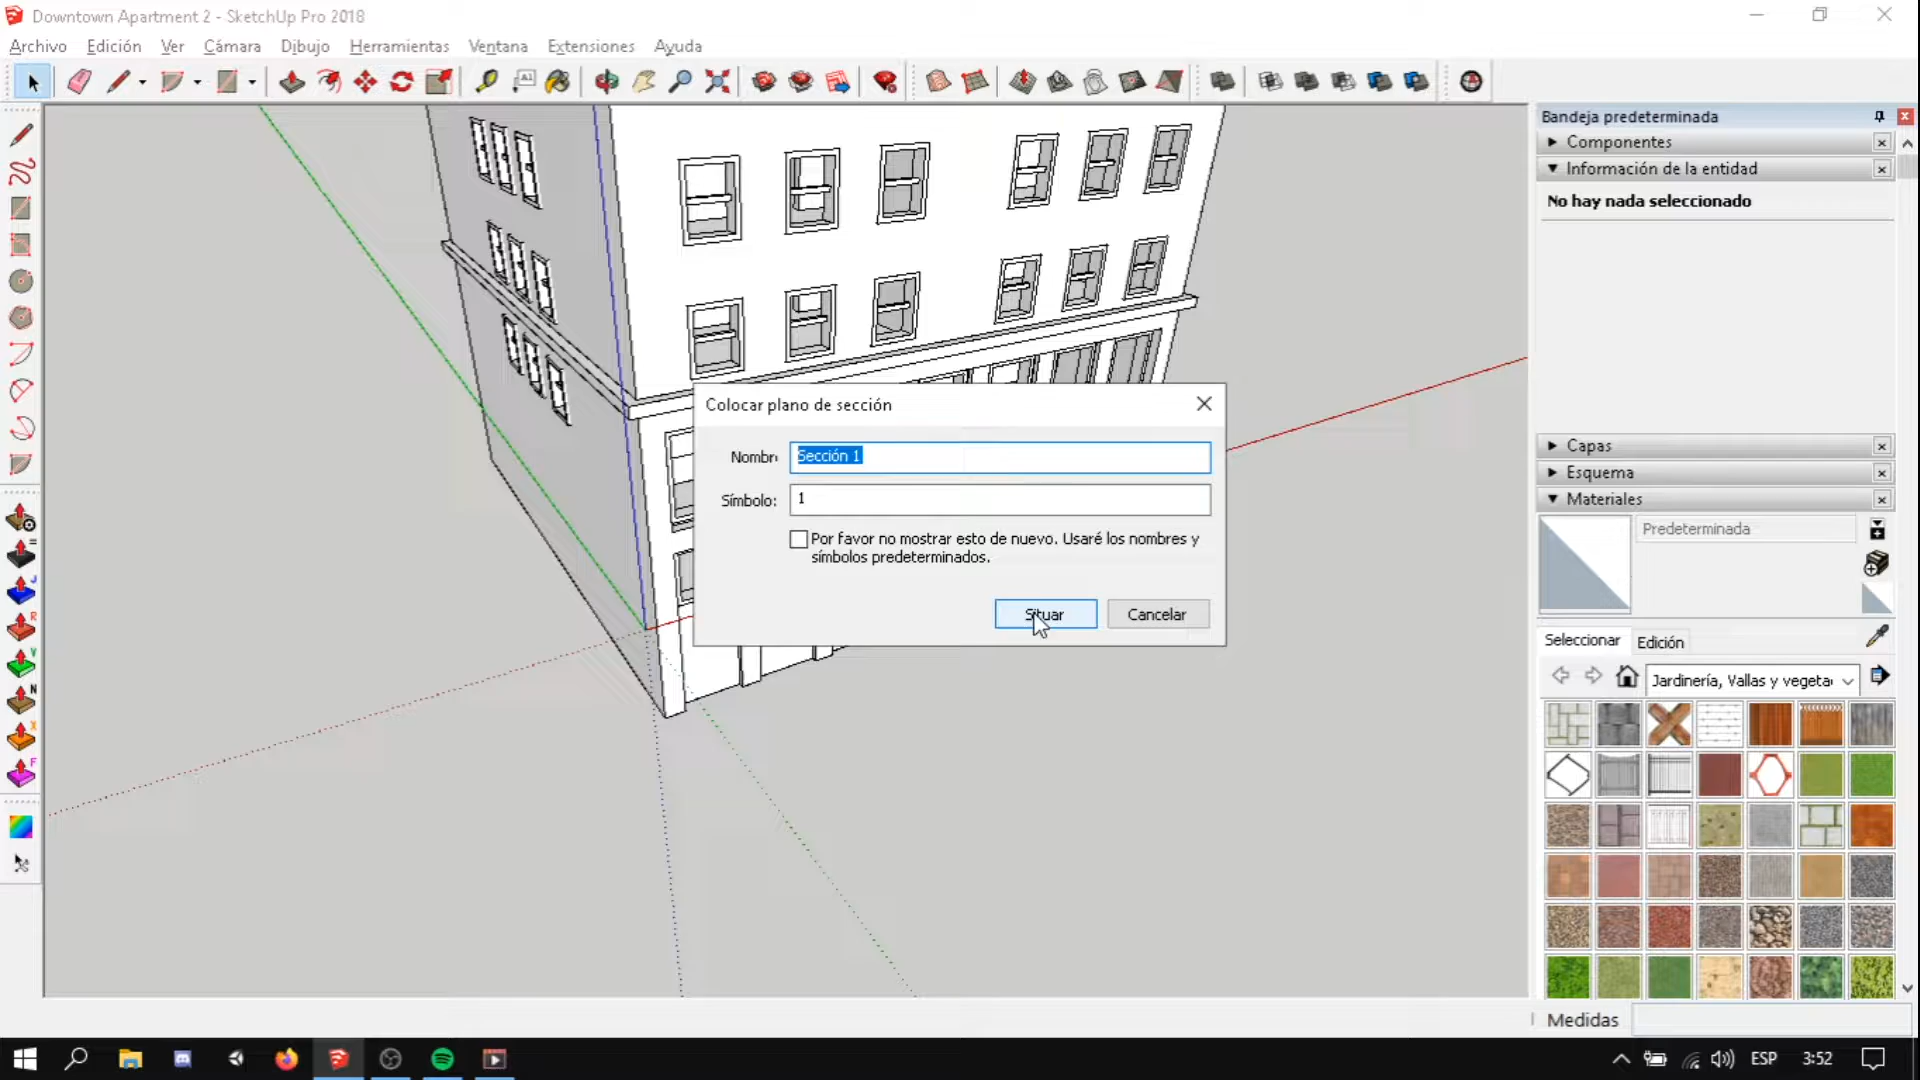 Downtown Apartment 2 - SketchUp Pro 2018
Archivo Edición Ver Cámara Dibujo Herramientas Ventana Extensiones Ayuda
A1
Bandeja predeterminada
Componentes
Información de la entidad
No hay nada seleccionado
Colocar plano de sección
Nombr
Sección 1
Símbolo:
1
Por favor no mostrar esto de nuevo. Usaré los nombres y
símbolos predeterminados.
Situar
Cancelar
Capas
Esquema
Materiales
Predeterminada
Seleccionar
Edición
Jardinería, Vallas y vegeta
J
R
V
N
X
F
Medidas
ESP
3:52